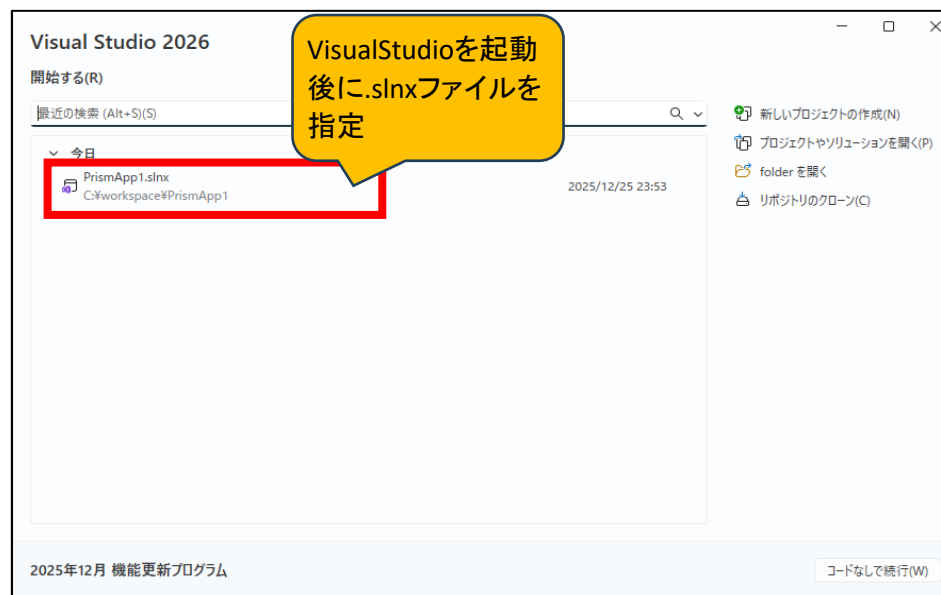 Visual Studio 2026
開始する(R)
最近の検索 (Alt+S)(S)
今日
PrismApp1.slnx
C:¥workspace¥PrismApp1
2025/12/25 23:53
VisualStudioを起動
後に.slnxファイルを
指定
新しいプロジェクトの作成(N)
プロジェクトやソリューションを開く(P)
folder を開く
リポジトリのクローン(C)
2025年12月 機能更新プログラム
コードなしで続行(W)